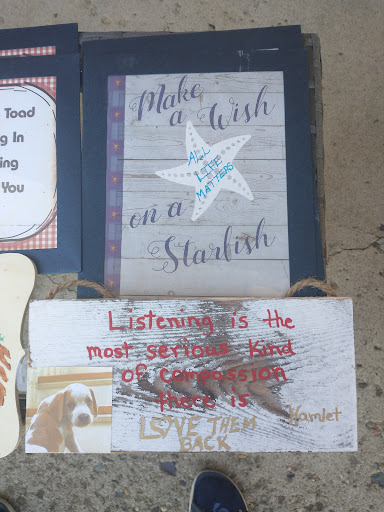 Toad
g In
ing
You
Make
a Wish
ALL
LIFE
MATTERS
on a
Starfish
Listening is the
most serious kind
of compassion
there is
Hamlet
LOVE THEM
BACK